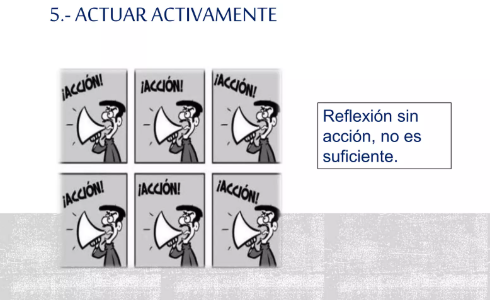 5.- ACTUAR ACTIVAMENTE
¡ACCIÓN!
¡ACCIÓN!
¡ACCIÓN!
Reflexión sin
acción, no es
suficiente.
¡ACCIÓN!
¡ACCIÓN!
¡ACCIÓN!